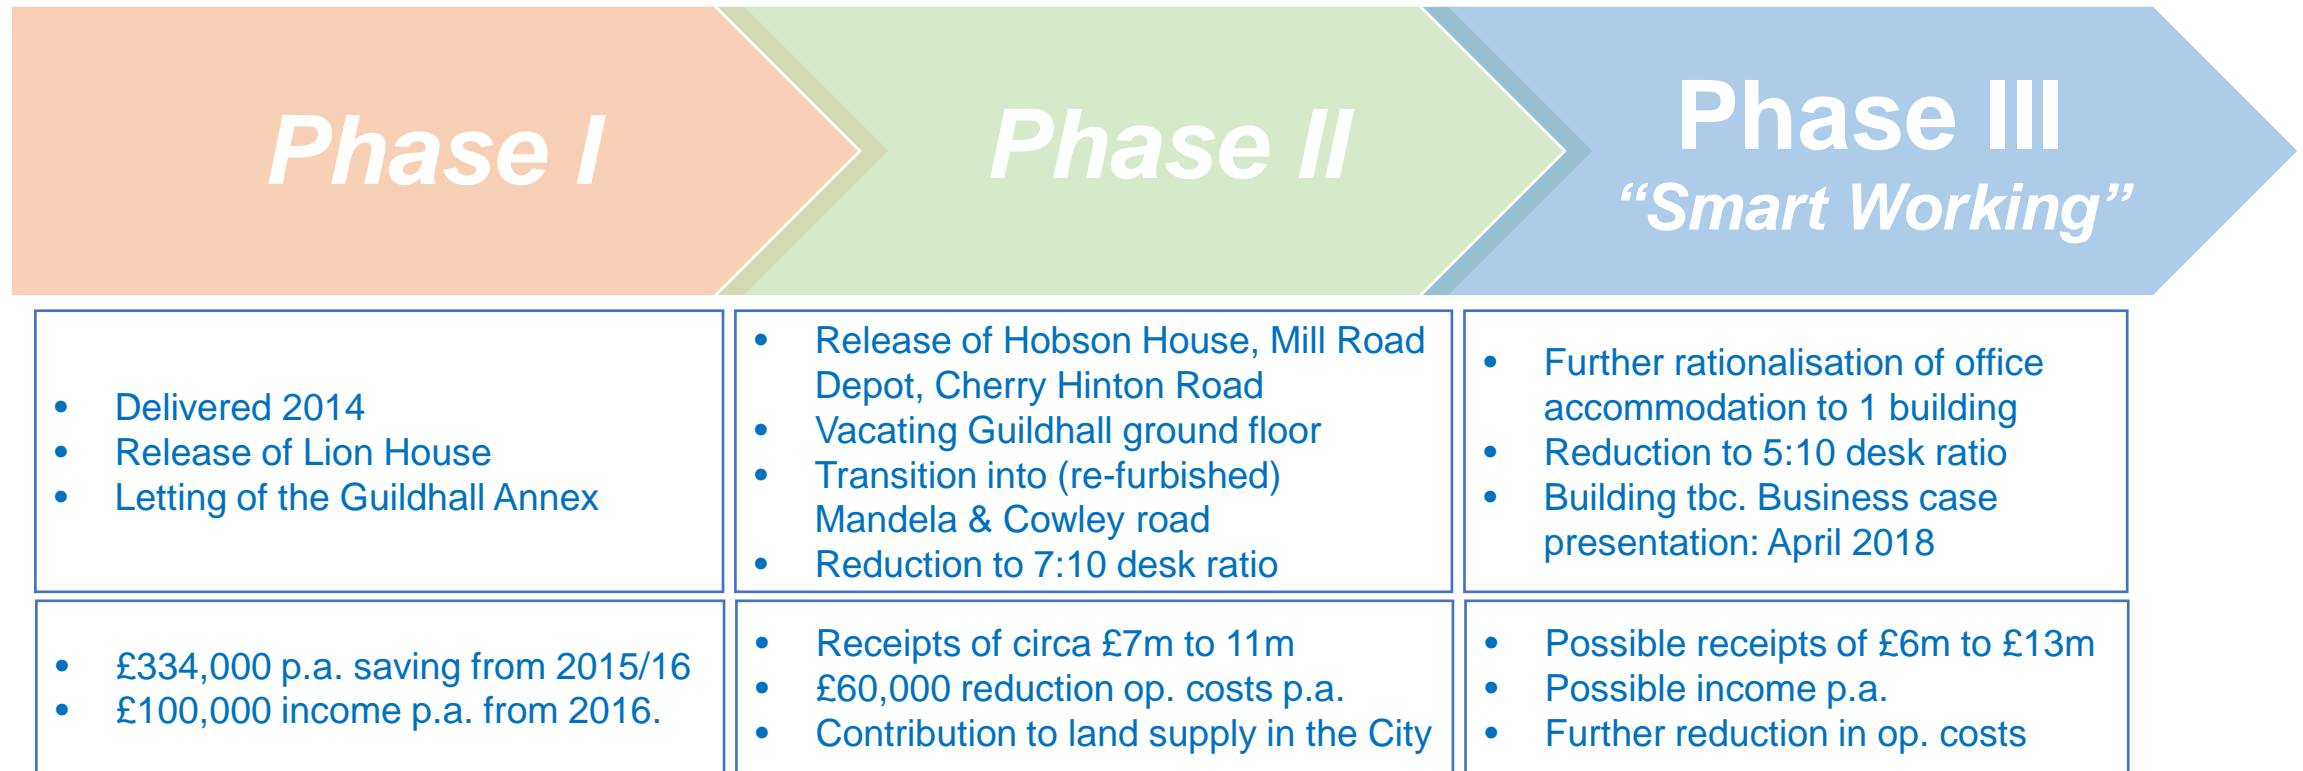 Phase I
Phase II
Phase III
“Smart Working”
• Delivered 2014
• Release of Lion House
• Letting of the Guildhall Annex
• Release of Hobson House, Mill Road
Depot, Cherry Hinton Road
• Vacating Guildhall ground floor
• Transition into (re-furbished)
Mandela & Cowley road
• Reduction to 7:10 desk ratio
• Further rationalisation of office
accommodation to 1 building
• Reduction to 5:10 desk ratio
• Building tbc. Business case
presentation: April 2018
• £334,000 p.a. saving from 2015/16
• £100,000 income p.a. from 2016.
• Receipts of circa £7m to 11m
• £60,000 reduction op. costs p.a.
• Contribution to land supply in the City
• Possible receipts of £6m to £13m
• Possible income p.a.
• Further reduction in op. costs